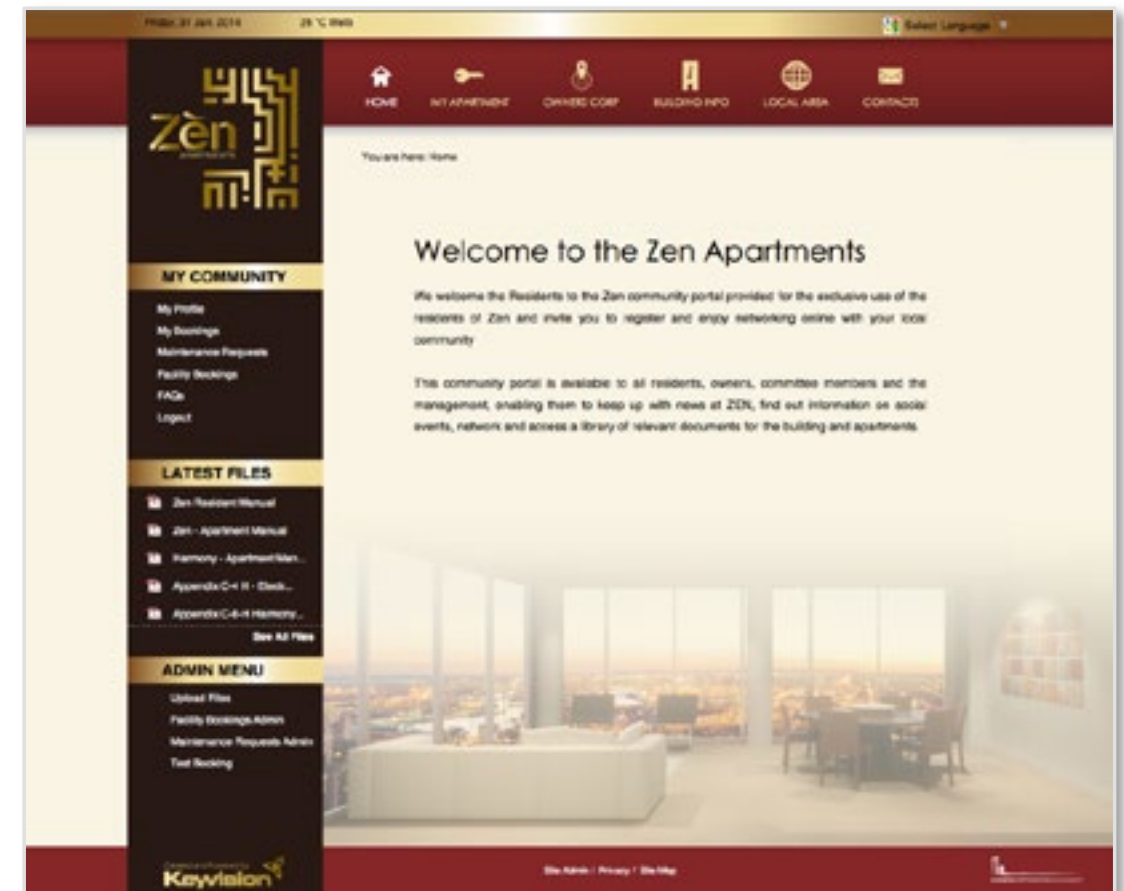 Friday, 31 Jan, 2014
Select Language
Zèn
HOME
MY APARTMENT
OWNERS CORP
BUILDING INFO
LOCAL AREA
CONTACTS
You are here: Home
Welcome to the Zen Apartments
We welcome the Residents to the Zen community portal provided for the exclusive use of the
residents of Zen and invite you to register and enjoy networking online with your local
community
This community portal is available to all residents, owners, committee members and the
management, enabling them to keep up with news at ZEN, find out information on social
events, network and access a library of relevant documents for the building and apartments.
MY COMMUNITY
My Profile
My Bookings
Maintenance Requests
Facility Bookings
FAQs
Logout
LATEST FILES
Zen Resident Manual
Zen - Apartment Manual
Harmony - Apartment Man...
Appendix
Appendix Harmony...
See All Files
ADMIN MENU
Upload Files
Facility Bookings Admin
Maintenance Requests Admin
Test Booking
Keyvision
Site Admin / Privacy / Site Map